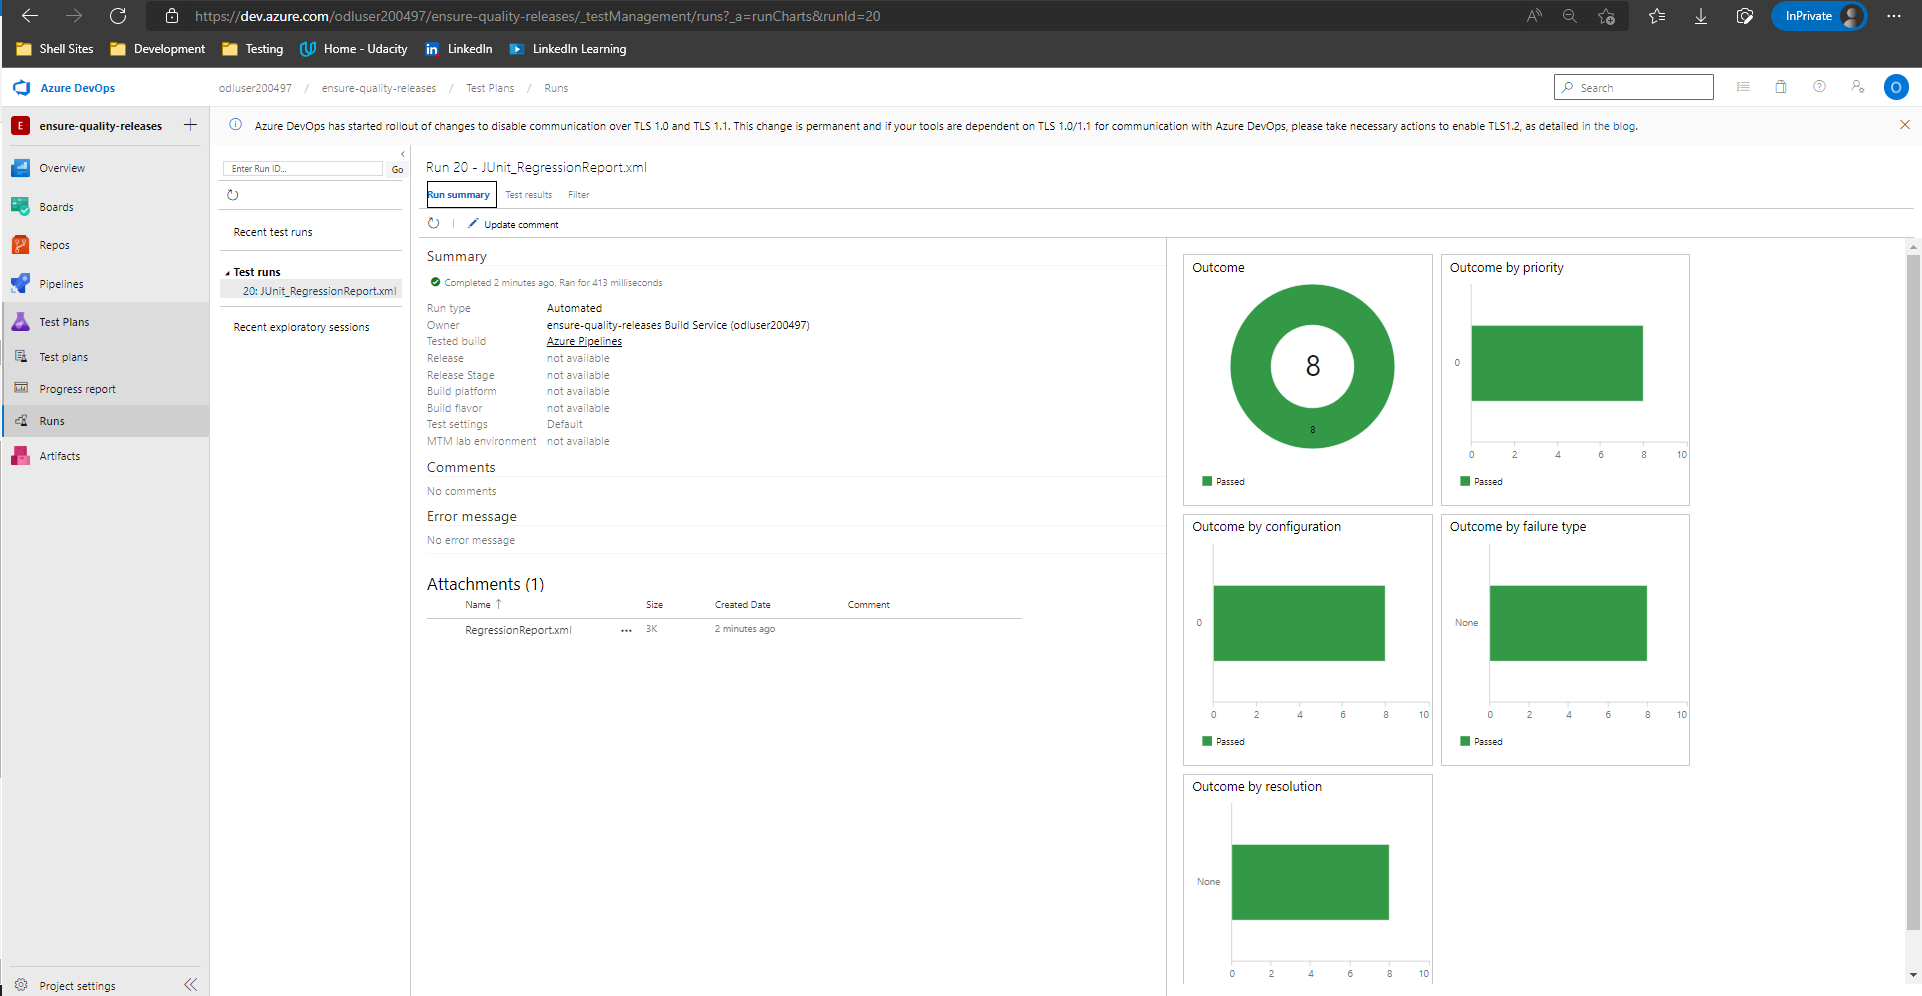 https://dev.azure.com/odluser200497/ensure-quality-releases/_testManagement/runs?_a=runCharts&runId=20
InPrivate
Shell Sites Development Testing Home - Udacity LinkedIn LinkedIn Learning
Azure DevOps
odluser200497 / ensure-quality-releases / Test Plans / Runs
Search
O
E ensure-quality-releases
Azure DevOps has started rollout of changes to disable communication over TLS 1.0 and TLS 1.1. This change is permanent and if your tools are dependent on TLS 1.0/1.1 for communication with Azure DevOps, please take necessary actions to enable TLS1.2, as detailed in the blog.
Overview
Boards
Repos
Pipelines
Test Plans
Test plans
Progress report
Runs
Artifacts
Project settings
Enter Run ID...
Go
Recent test runs
Test runs
20: JUnit_RegressionReport.xml
Recent exploratory sessions
Run 20 - JUnit_RegressionReport.xml
Run summary Test results Filter
Update comment
Summary
Completed 2 minutes ago, Ran for 413 milliseconds
Run type Automated
Owner ensure-quality-releases Build Service (odluser200497)
Tested build Azure Pipelines
Release not available
Release Stage not available
Build platform not available
Build flavor not available
Test settings Default
MTM lab environment not available
Comments
No comments
Error message
No error message
Attachments (1)
Name Size Created Date Comment
RegressionReport.xml ... 3K 2 minutes ago
Outcome
8
8
Passed
Outcome by priority
0
0 2 4 6 8 10
Passed
Outcome by configuration
0
0 2 4 6 8 10
Passed
Outcome by failure type
None
0 2 4 6 8 10
Passed
Outcome by resolution
None
0 2 4 6 8 10